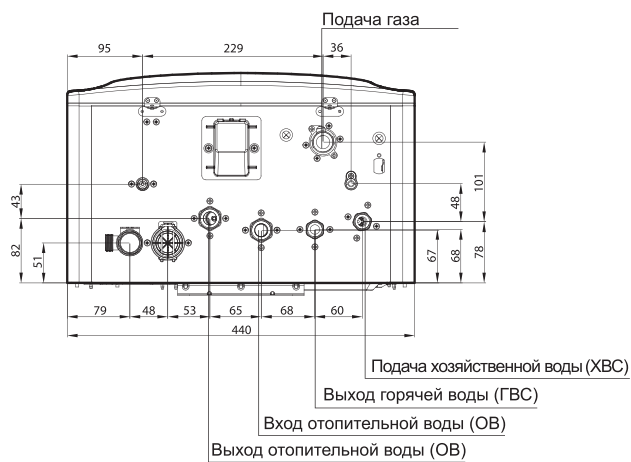 Подача газа
95 229 36
43
82
51
101
48
67
68
78
79 48 53 65 68 60
440
Подача хозяйственной воды (ХВС)
Выход горячей воды (ГВС)
Вход отопительной воды (ОВ)
Выход отопительной воды (ОВ)